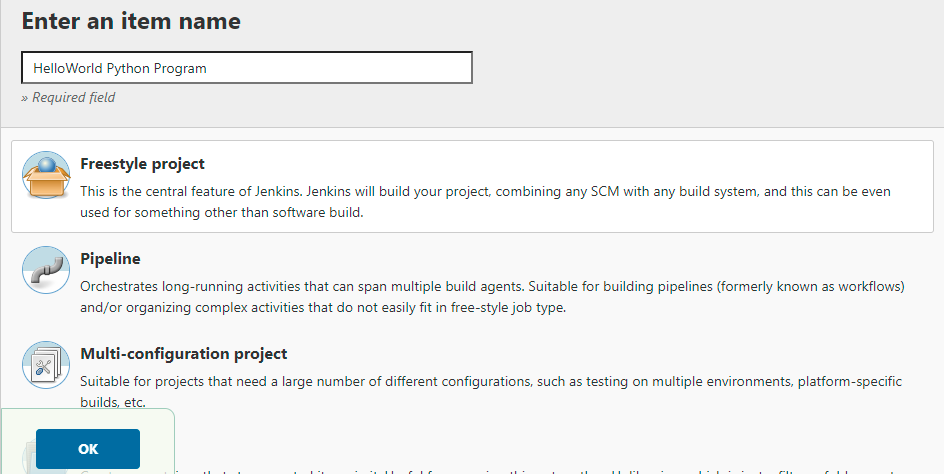 Enter an item name
HelloWorld Python Program
» Required field
Freestyle project
This is the central feature of Jenkins. Jenkins will build your project, combining any SCM with any build system, and this can be even
used for something other than software build.
Pipeline
Orchestrates long-running activities that can span multiple build agents. Suitable for building pipelines (formerly known as workflows)
and/or organizing complex activities that do not easily fit in free-style job type.
Multi-configuration project
Suitable for projects that need a large number of different configurations, such as testing on multiple environments, platform-specific
builds, etc.
OK